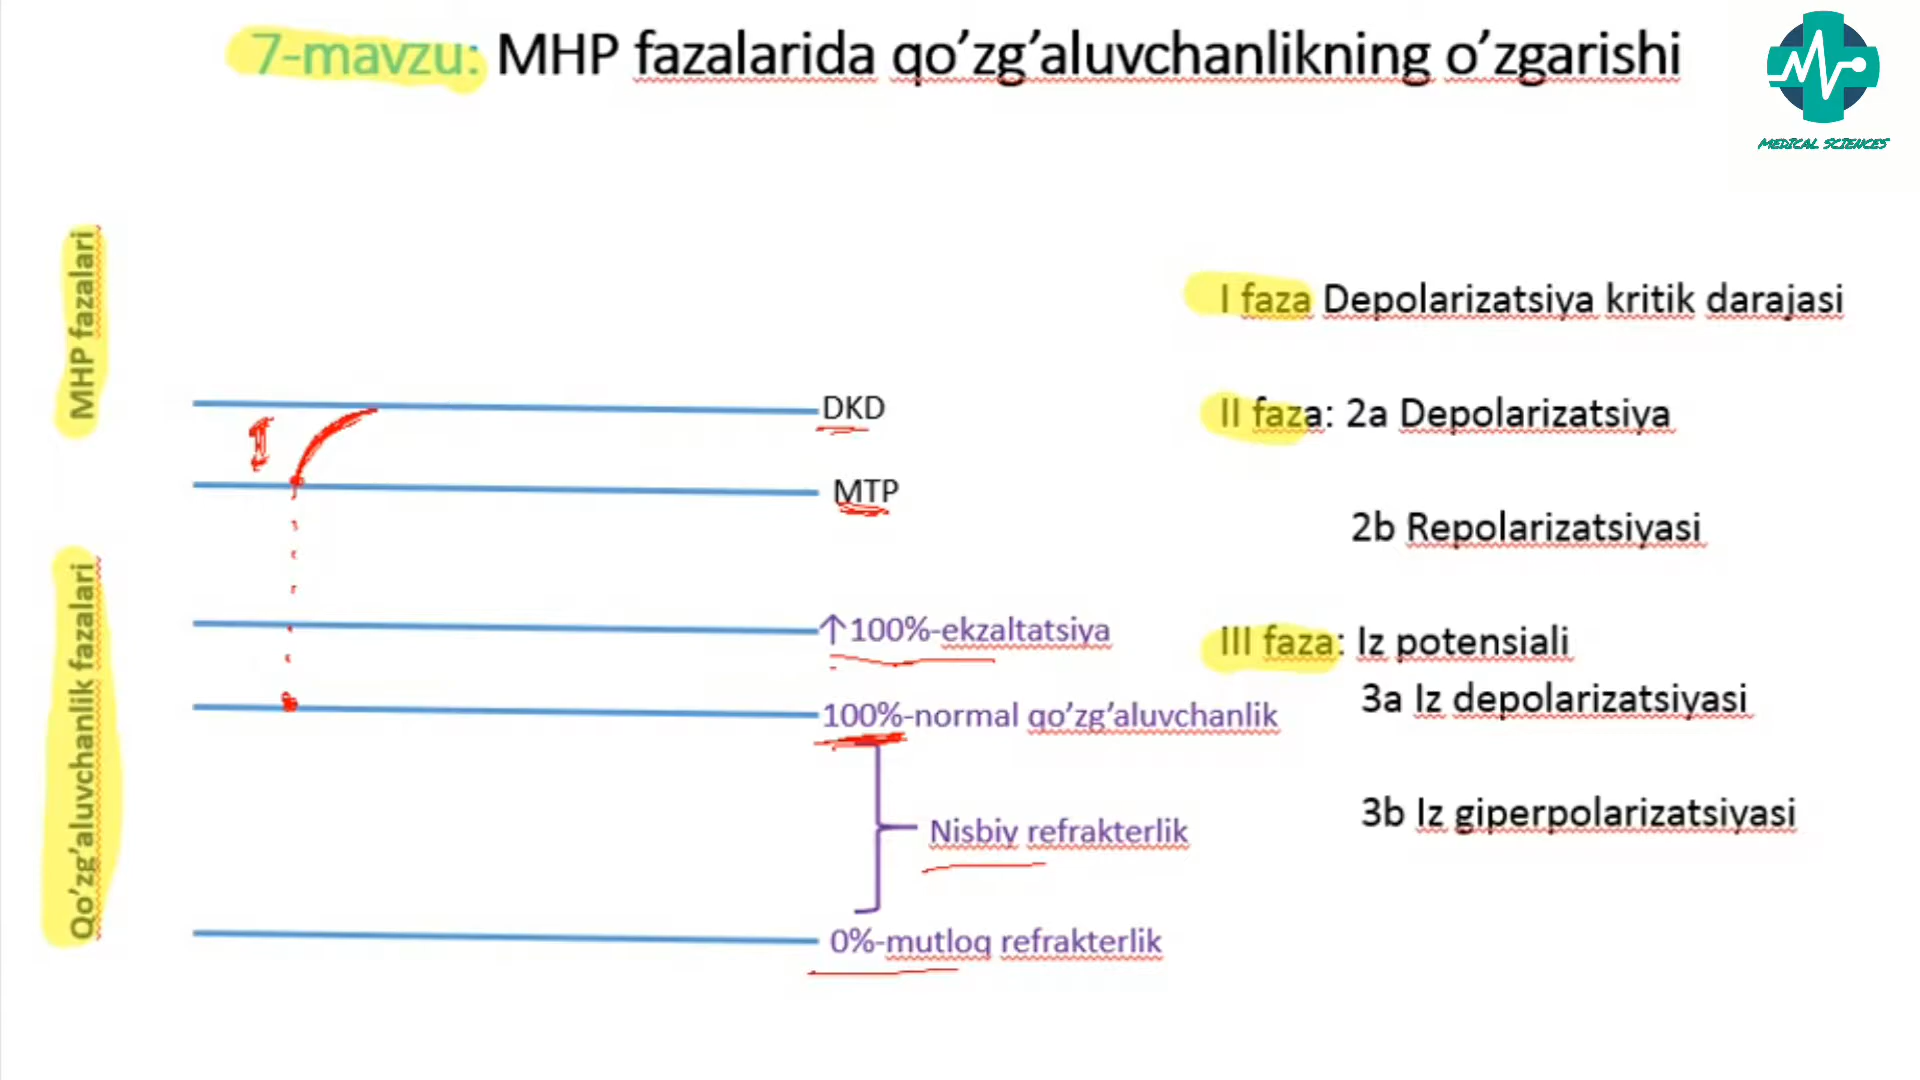 7-mavzu: MHP fazalarida qo’zg’aluvchanlikning o’zgarishi
MEDICAL SCIENCES
MHP fazalari
DKD
I
MTP
Qo’zg’aluvchanlik fazalari
↑100%-ekzaltatsiya
100%-normal qo’zg’aluvchanlik
Nisbiy refrakterlik
0%-mutloq refrakterlik
I faza Depolarizatsiya kritik darajasi
II faza: 2a Depolarizatsiya
2b Repolarizatsiyasi
III faza: Iz potensiali
3a Iz depolarizatsiyasi
3b Iz giperpolarizatsiyasi